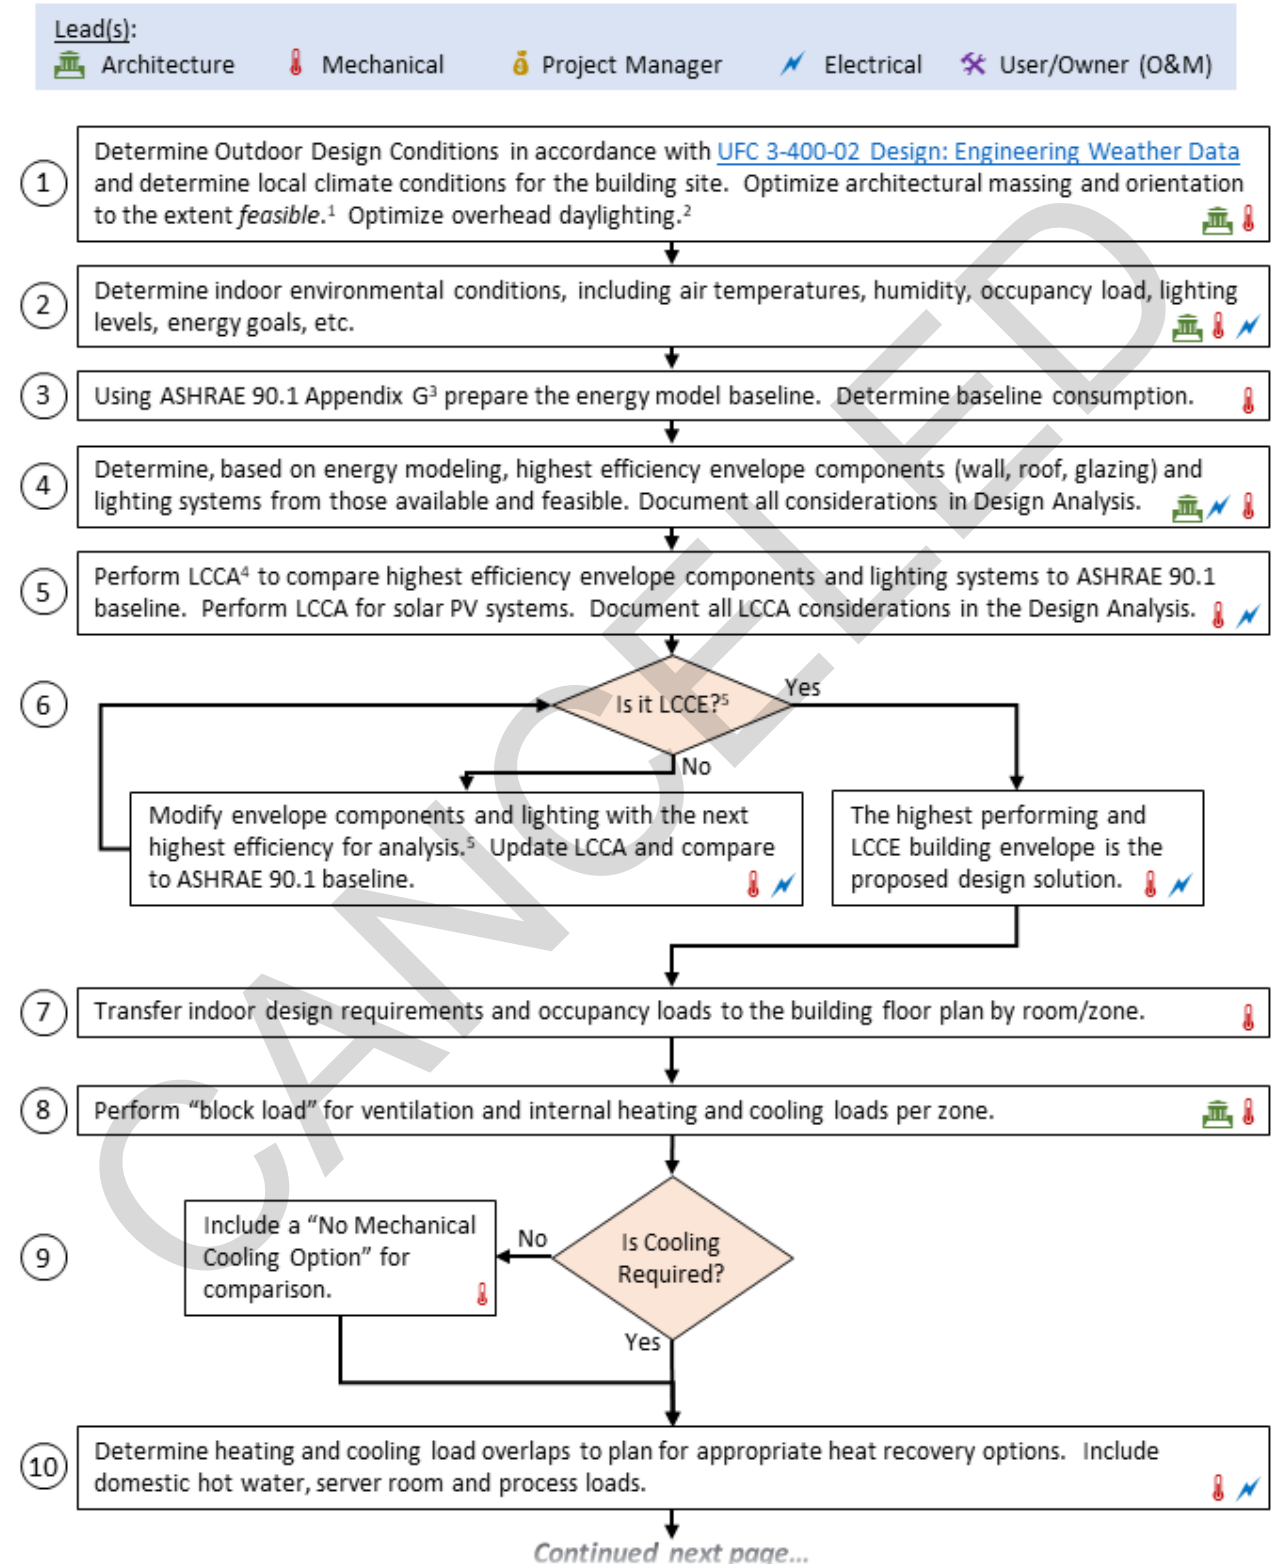 Lead(s):
Architecture Mechanical Project Manager Electrical User/Owner (O&M)
1
Determine Outdoor Design Conditions in accordance with UFC 3-400-02 Design: Engineering Weather Data
and determine local climate conditions for the building site. Optimize architectural massing and orientation
to the extent feasible.¹ Optimize overhead daylighting.²
2
Determine indoor environmental conditions, including air temperatures, humidity, occupancy load, lighting
levels, energy goals, etc.
3
Using ASHRAE 90.1 Appendix G³ prepare the energy model baseline. Determine baseline consumption.
4
Determine, based on energy modeling, highest efficiency envelope components (wall, roof, glazing) and
lighting systems from those available and feasible. Document all considerations in Design Analysis.
5
Perform LCCA⁴ to compare highest efficiency envelope components and lighting systems to ASHRAE 90.1
baseline. Perform LCCA for solar PV systems. Document all LCCA considerations in the Design Analysis.
6
Is it LCCE?⁵
Yes
No
Modify envelope components and lighting with the next
highest efficiency for analysis.⁵ Update LCCA and compare
to ASHRAE 90.1 baseline.
The highest performing and
LCCE building envelope is the
proposed design solution.
7
Transfer indoor design requirements and occupancy loads to the building floor plan by room/zone.
8
Perform “block load” for ventilation and internal heating and cooling loads per zone.
9
Include a “No Mechanical
Cooling Option” for
comparison.
No
Is Cooling
Required?
Yes
10
Determine heating and cooling load overlaps to plan for appropriate heat recovery options. Include
domestic hot water, server room and process loads.
Continued next page...
CANCELED